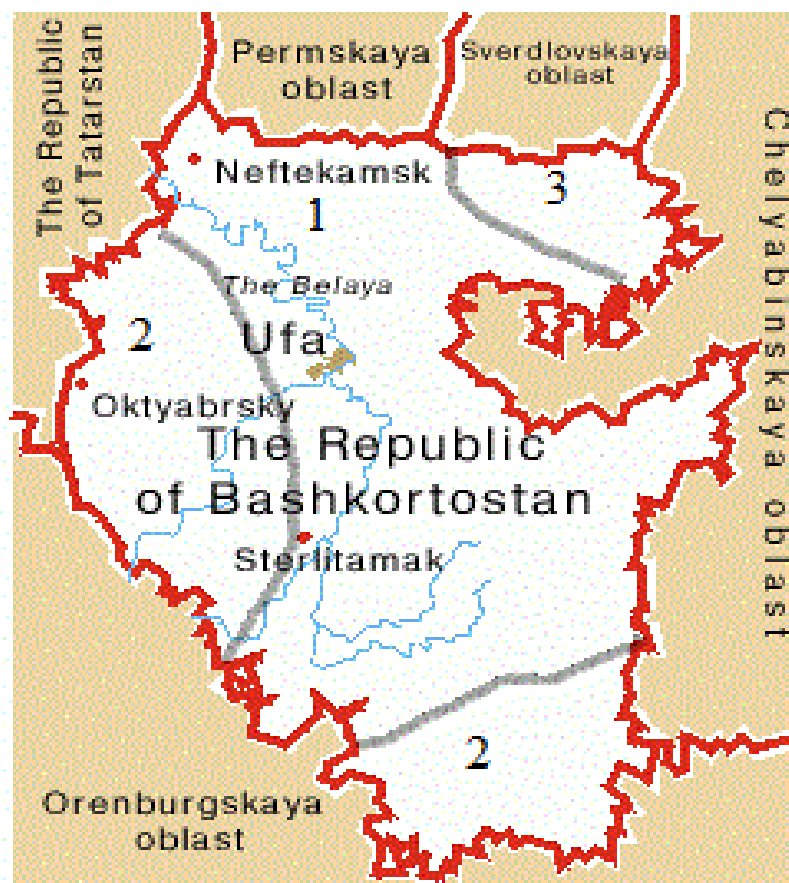 The Republic
of Tatarstan
Permskaya
oblast
Sverdlovskaya
oblast
Chelyabinskaya oblast
Neftekamsk
3
1
The Belaya
2
Ufa
Oktyabrsky
The Republic
of Bashkortostan
Sterlitamak
2
Orenburgskaya
oblast